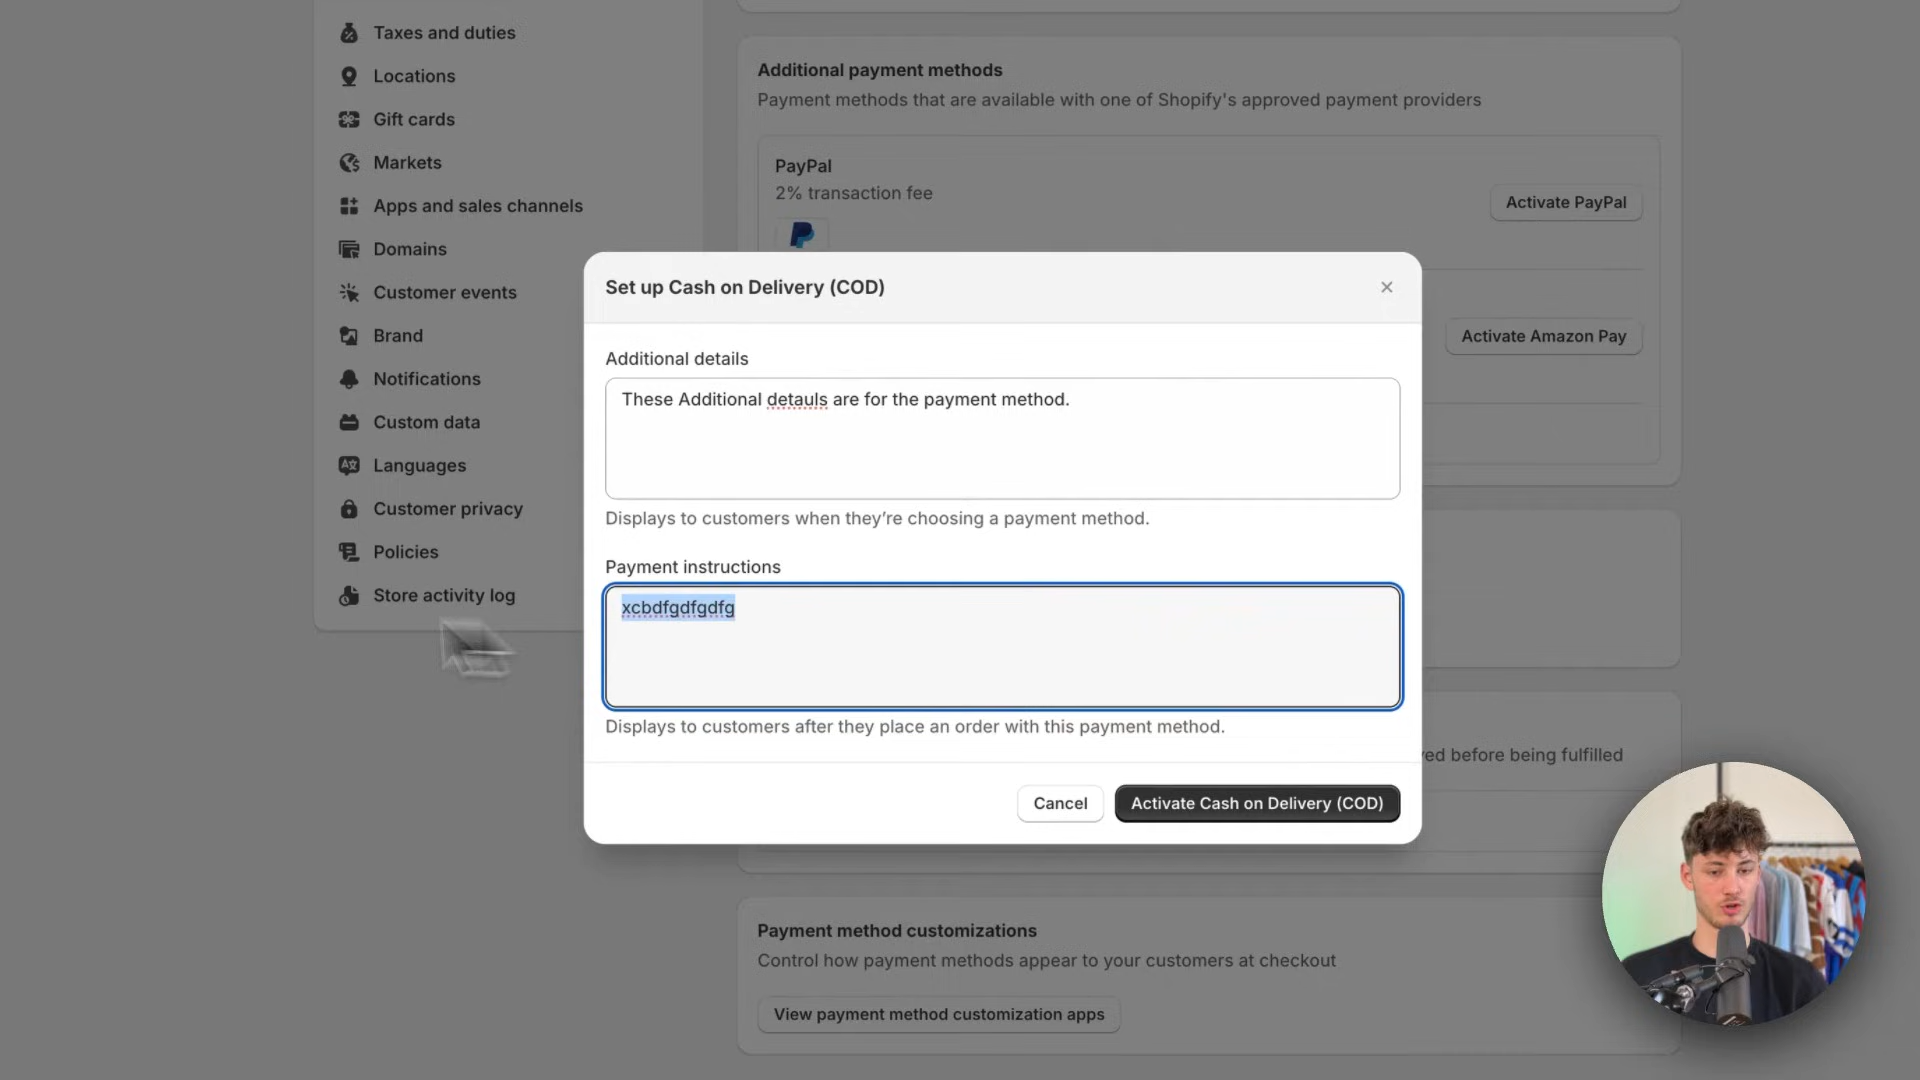 Taxes and duties
Locations
Gift cards
Markets
Apps and sales channels
Domains
Customer events
Brand
Notifications
Custom data
Languages
Customer privacy
Policies
Store activity log
Additional payment methods
Payment methods that are available with one of Shopify's approved payment providers
PayPal
2% transaction fee
Activate PayPal
Activate Amazon Pay
Set up Cash on Delivery (COD)
Additional details
These Additional detauls are for the payment method.
Displays to customers when they’re choosing a payment method.
Payment instructions
xcbdfgdfgdfg
Displays to customers after they place an order with this payment method.
Cancel
Activate Cash on Delivery (COD)
before being fulfilled
Payment method customizations
Control how payment methods appear to your customers at checkout
View payment method customization apps